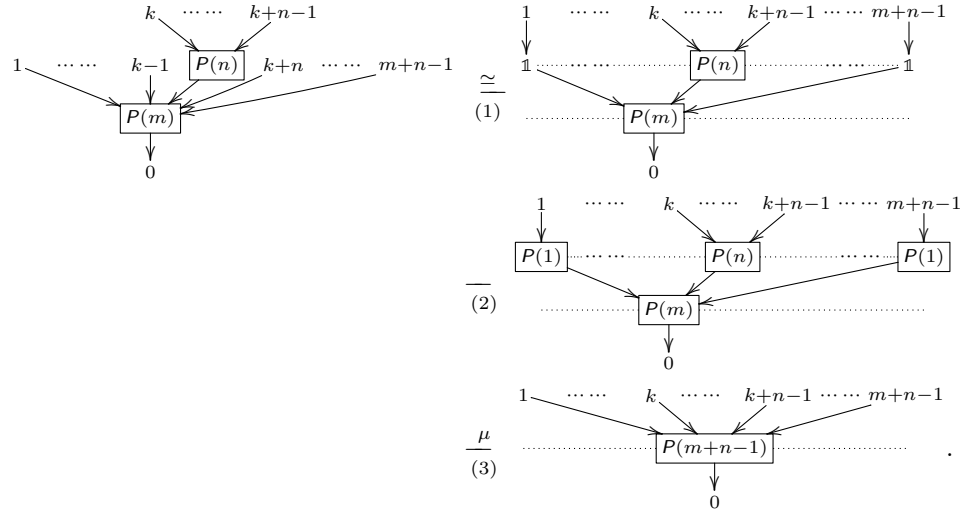 k k+n−1
P(n)
1 ⋯⋯ k−1 k+n ⋯⋯ m+n−1
P(m)
0
≃
(1)
1 ⋯⋯ k ⋯⋯ k+n−1 ⋯⋯ m+n−1
𝟙 ⋯⋯ P(n) ⋯⋯ 𝟙
P(m)
0
(2)
1 ⋯⋯ k ⋯⋯ k+n−1 ⋯⋯ m+n−1
P(1) ⋯⋯ P(n) ⋯⋯ P(1)
P(m)
0
μ
(3)
1 ⋯⋯ k ⋯⋯ k+n−1 ⋯⋯ m+n−1
P(m+n−1) .
0